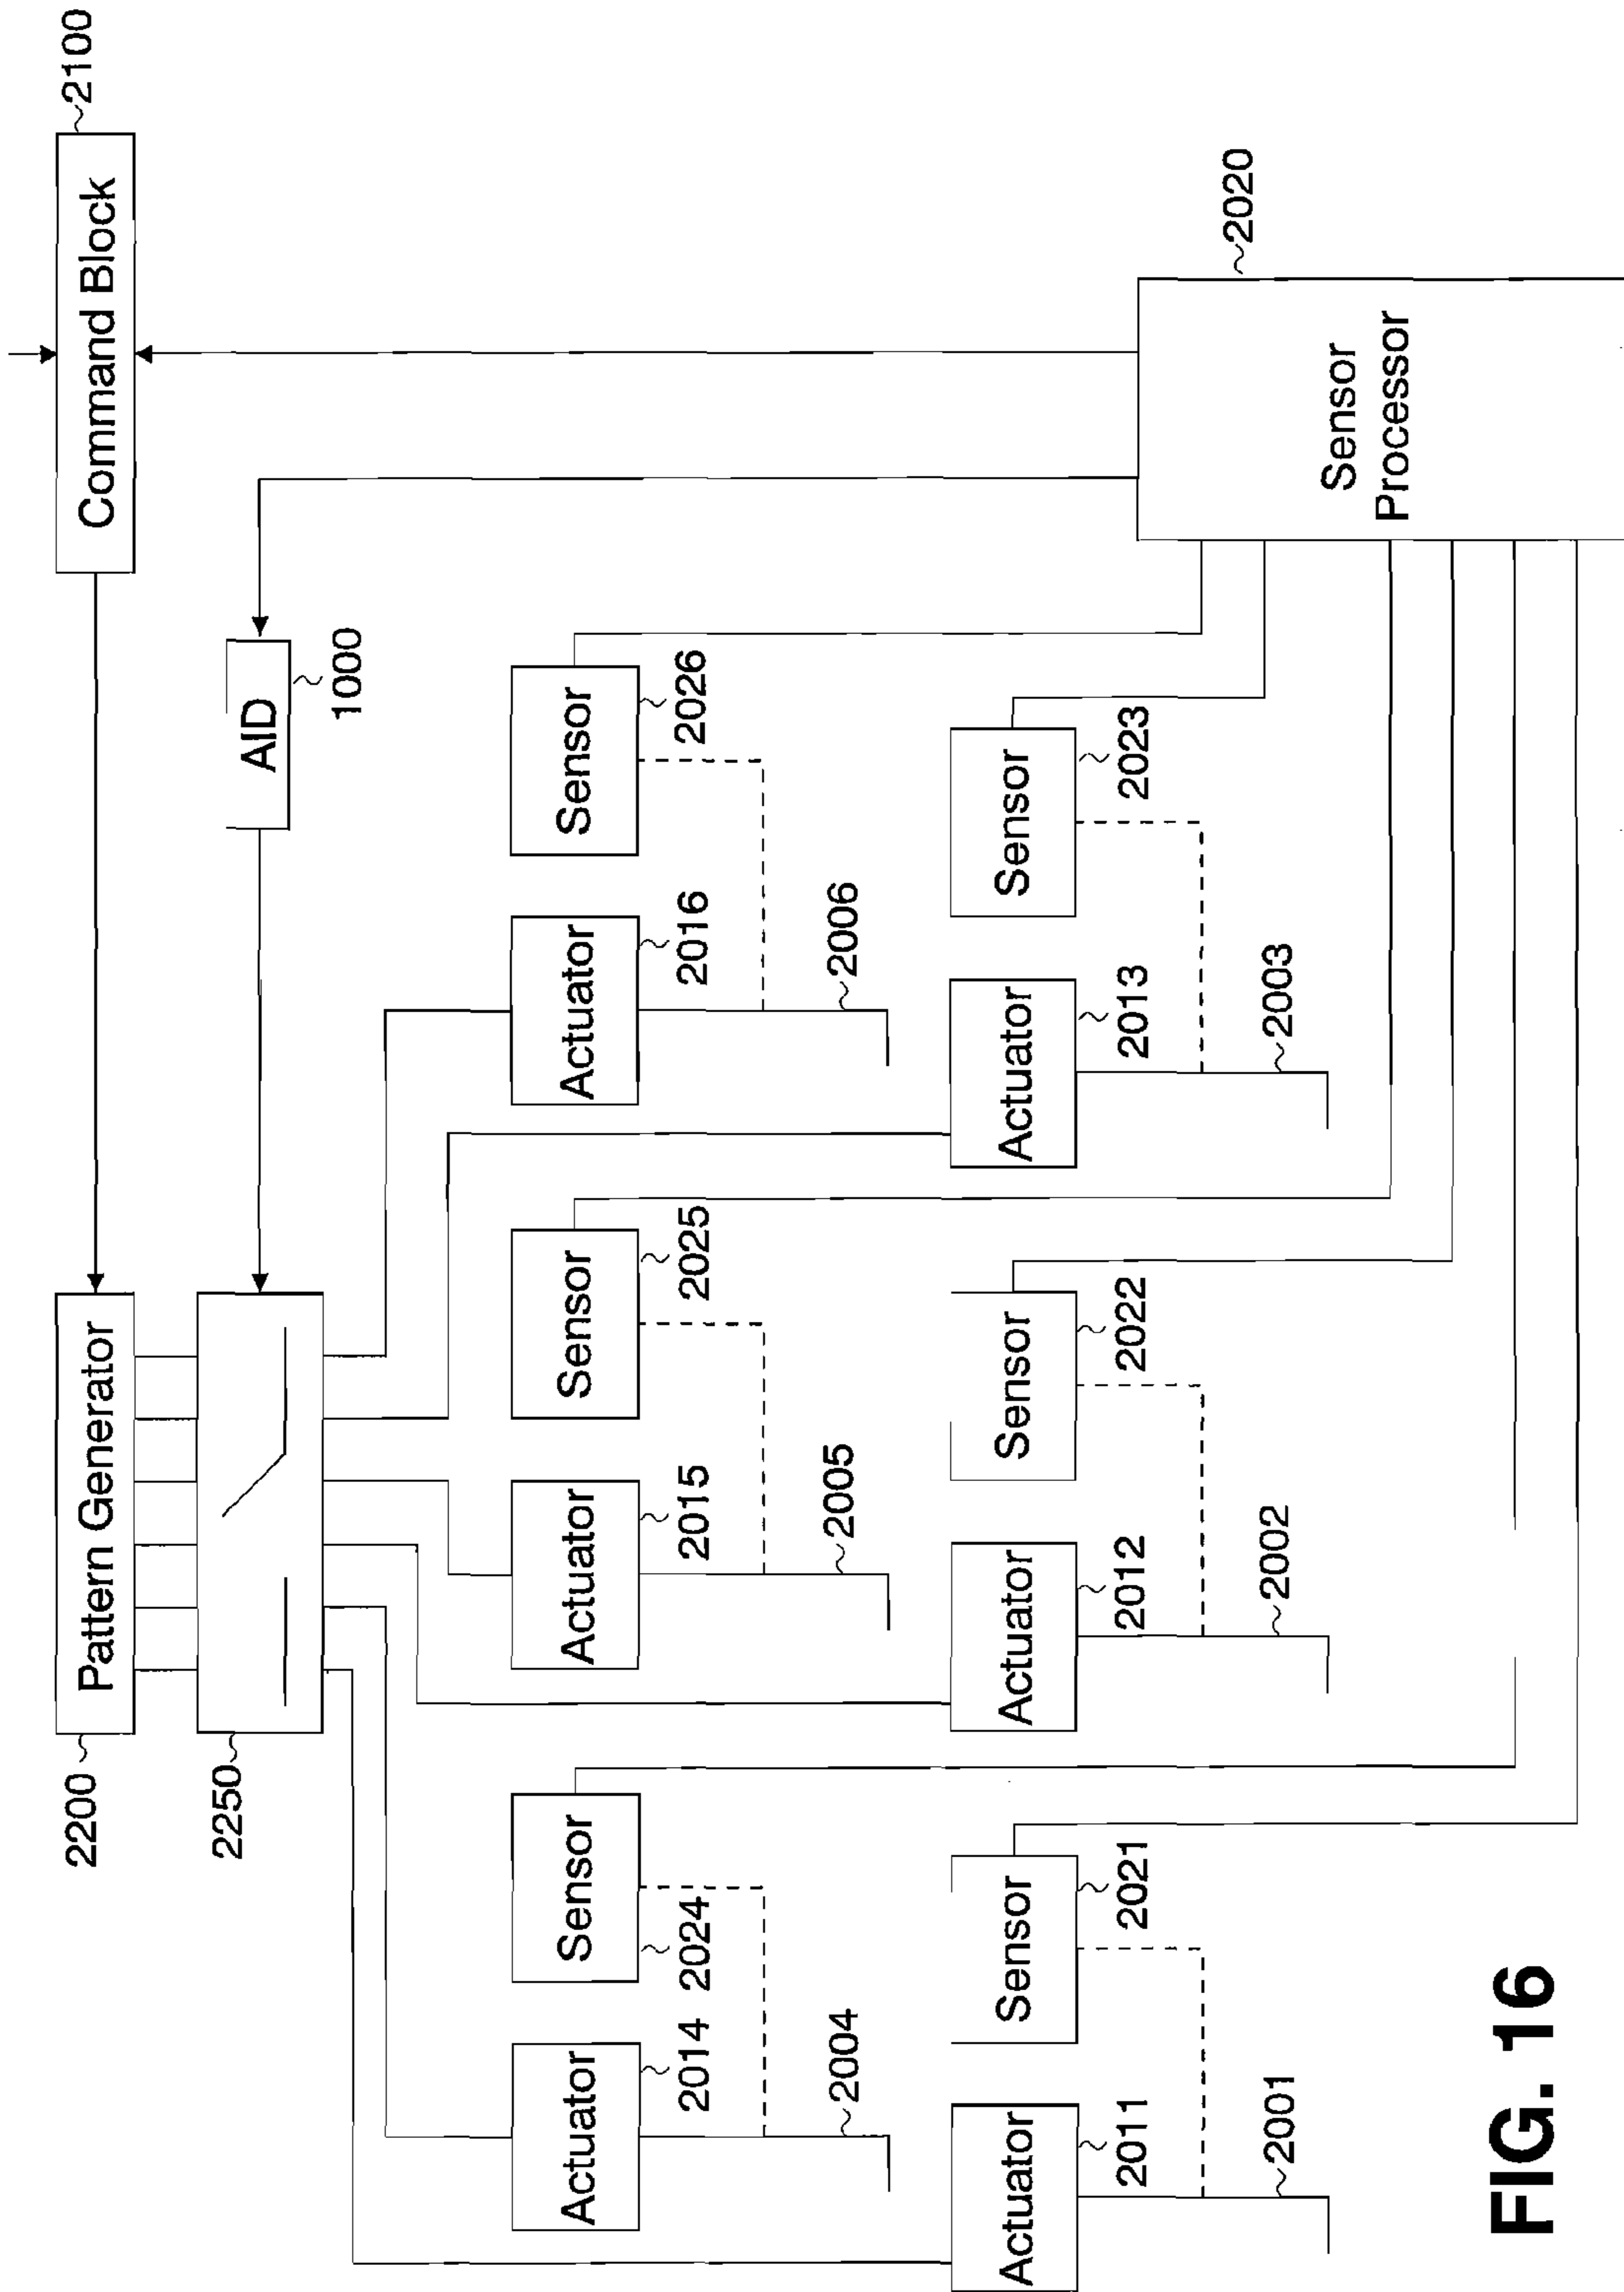 2200
Pattern Generator
Command Block
2100
2250
AID
1000
Actuator
2014
Sensor
2024
2004
Actuator
2015
Sensor
2025
2005
Actuator
2016
Sensor
2026
2006
Actuator
2011
Sensor
2021
2001
Actuator
2012
Sensor
2022
2002
Actuator
2013
Sensor
2023
2003
Sensor
Processor
2020
FIG. 16